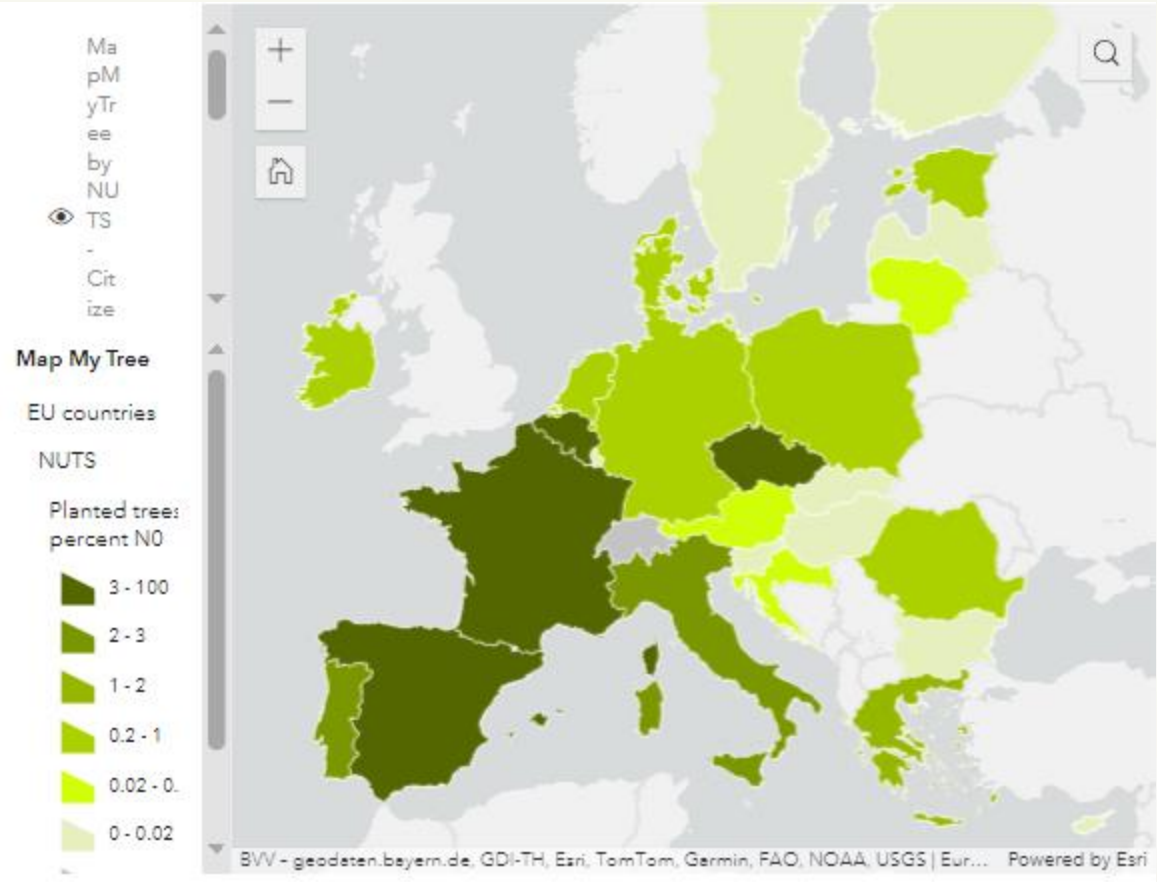 Ma
pM
yTr
ee
by
NU
TS
-
Cit
ize
Map My Tree
EU countries
NUTS
Planted trees
percent N0
3 - 100
2 - 3
1 - 2
0.2 - 1
0.02 - 0.
0 - 0.02
BVV - geodaten.bayern.de, GDI-TH, Esri, TomTom, Garmin, FAO, NOAA, USGS | Eur... Powered by Esri